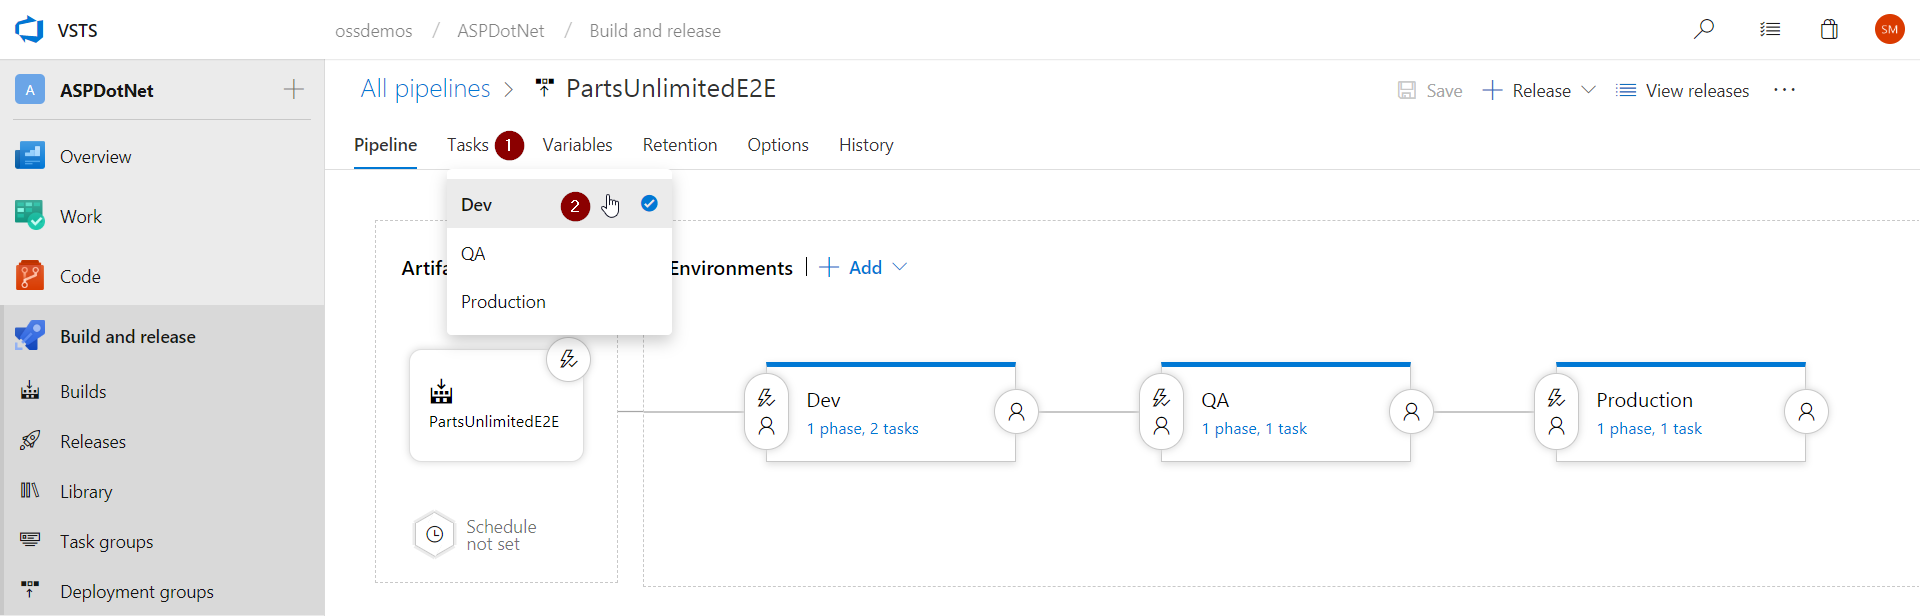 VSTS
ossdemos / ASPDotNet / Build and release
SM
A ASPDotNet
All pipelines > PartsUnlimitedE2E
Save
Release
View releases
Pipeline
Tasks 1
Variables
Retention
Options
History
Overview
Work
Code
Build and release
Builds
Releases
Library
Task groups
Deployment groups
Dev 2
QA
Production
Artifa
Environments | + Add
PartsUnlimitedE2E
Schedule
not set
Dev
1 phase, 2 tasks
QA
1 phase, 1 task
Production
1 phase, 1 task